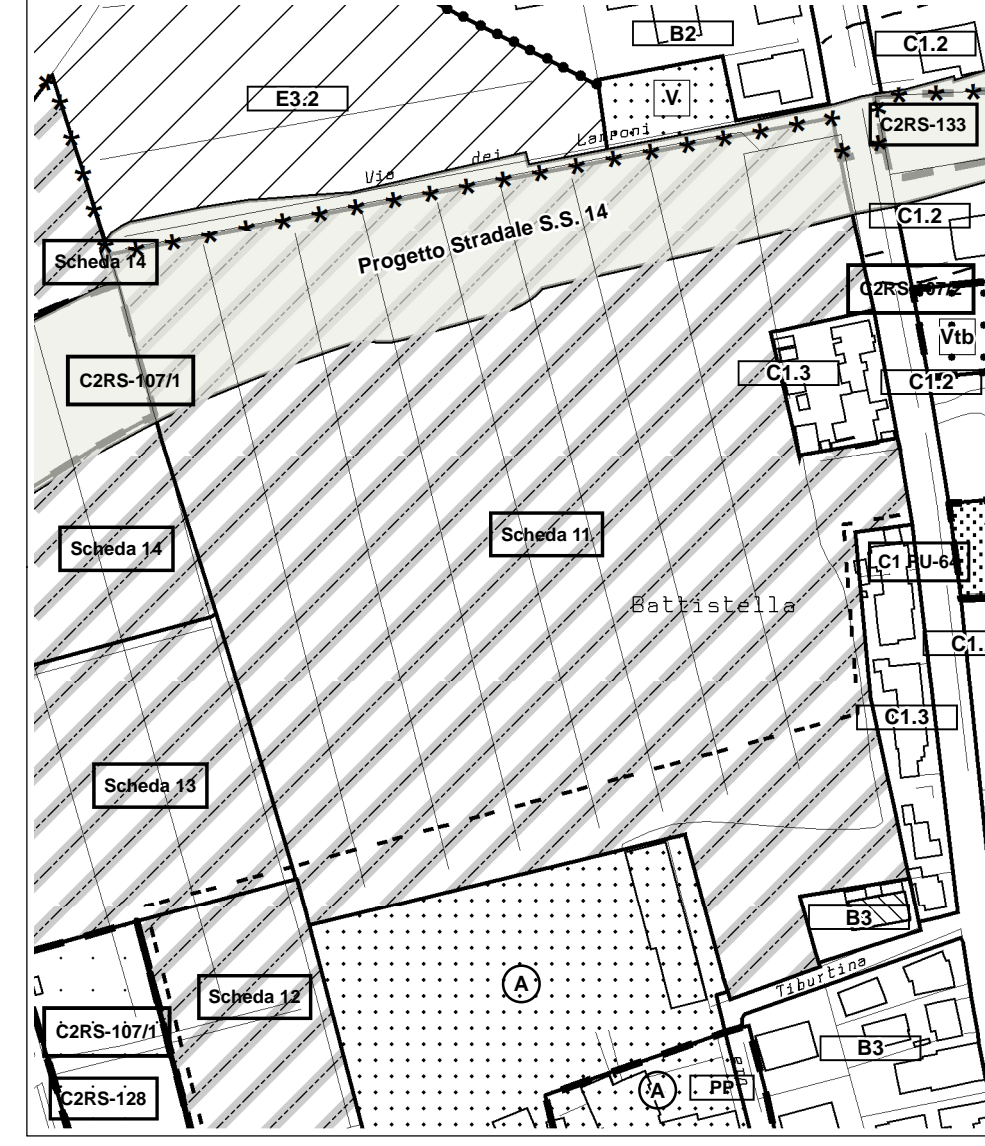 B2
C1.2
E3.2
V
C2RS-133
Via dei Lanroni
C1.2
Progetto Stradale S.S. 14
Scheda 14
C2RS-107/2
Vtb
C1.3
C1.2
C2RS-107/1
Scheda 11
Scheda 14
C1 PU-64
Battistella
C1.
C1.3
Scheda 13
B3
Tiburtina
A
Scheda 12
C2RS-107/1
B3
A
PP
C2RS-128